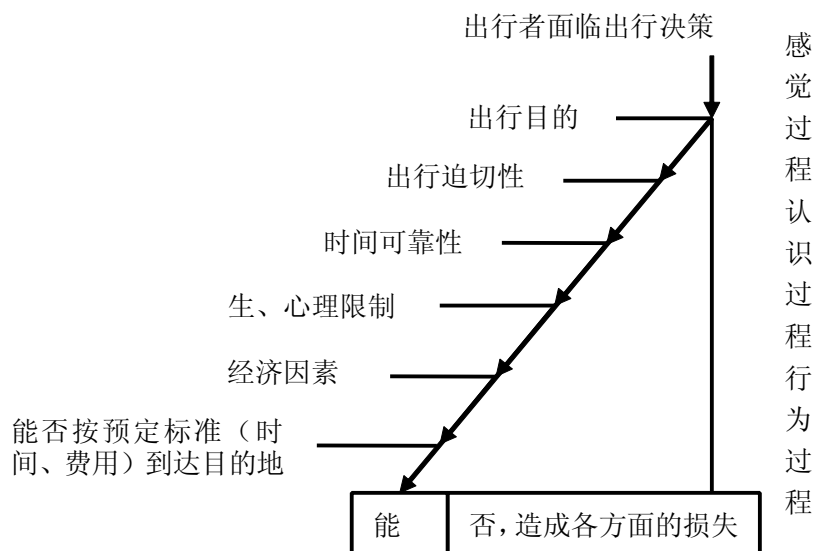 出行者面临出行决策
出行目的
出行迫切性
时间可靠性
生、心理限制
经济因素
能否按预定标准（时
间、费用）到达目的地
能
否，造成各方面的损失
感
觉
过
程
认
识
过
程
行
为
过
程